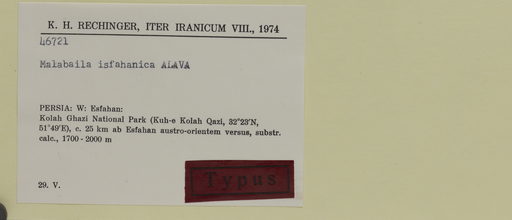 K. H. RECHINGER, ITER IRANICUM VIII., 1974
46721
Malabaila isfahanica ALAVA
PERSIA: W: Esfahan:
Kolah Ghazi National Park (Kuh-e Kolah Qazi, 32°23'N,
51°49'E), c. 25 km ab Esfahan austro-orientem versus, substr.
calc., 1700 - 2000 m
29. V.
Typus